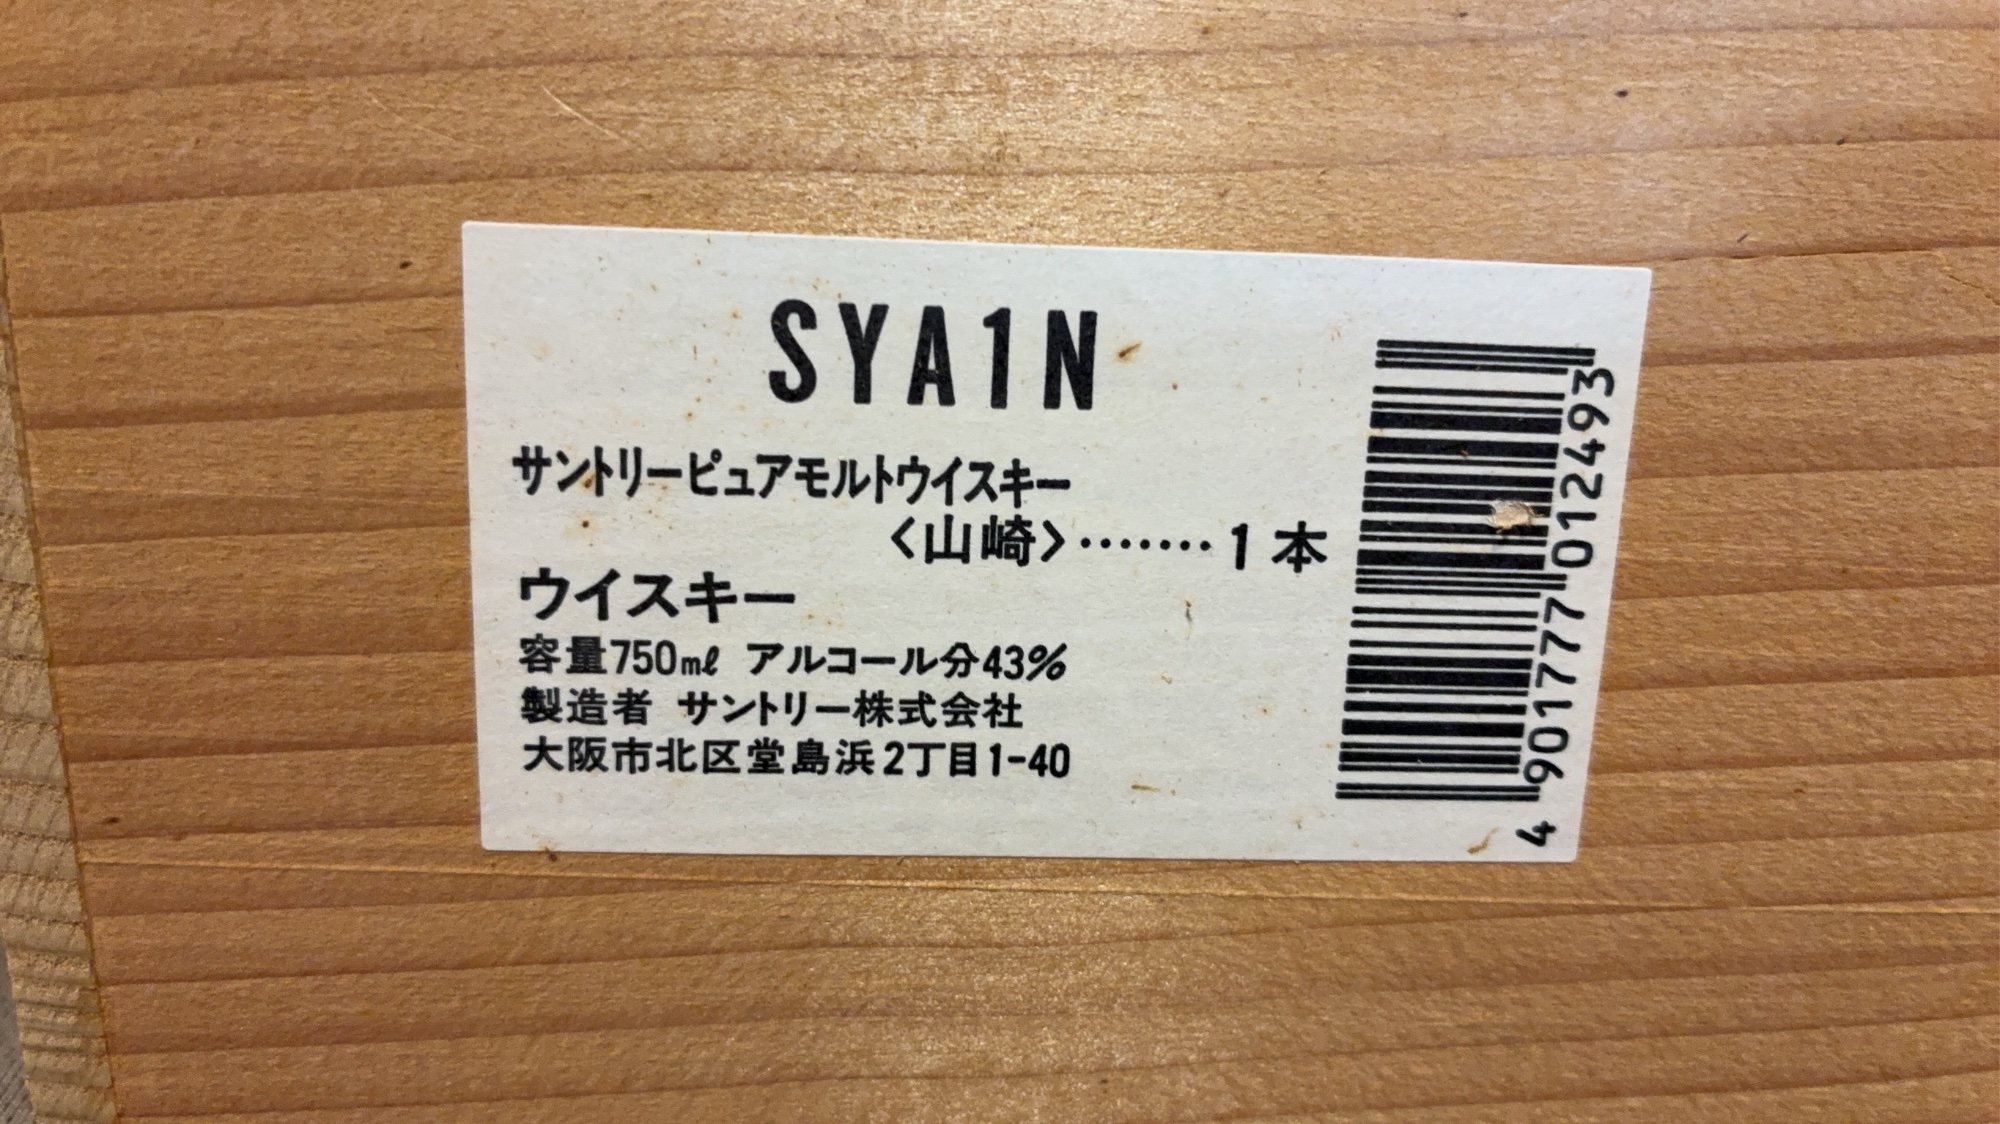 SYA1N
サントリーピュアモルトウイスキー
〈山崎〉‥‥‥‥1本
ウイスキー
容量750mℓ アルコール分43%
製造者 サントリー株式会社
大阪市北区堂島浜2丁目1-40
4 901777 012493